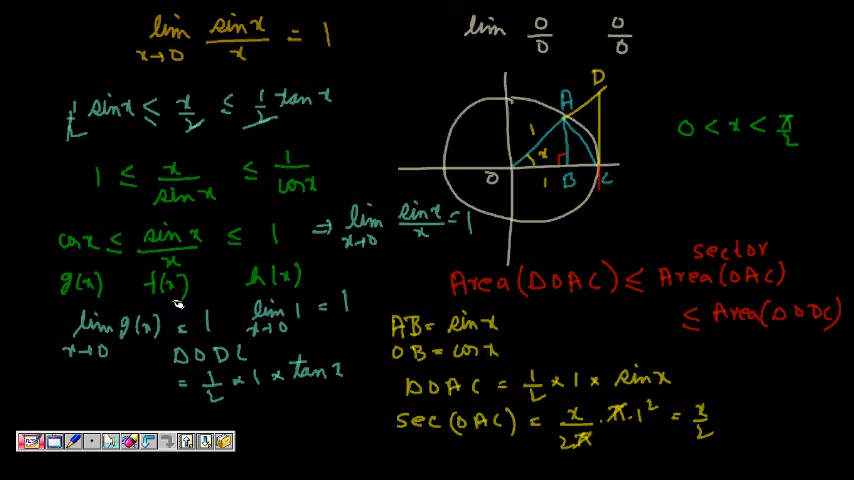 lim x→0 sinx/x = 1
lim 0/0 0/0
1/2 sinx ≤ x/2 ≤ 1/2 tanx
1 ≤ x/sinx ≤ 1/cosx
cosx ≤ sinx/x ≤ 1 ⇒ lim x→0 sinx/x = 1
g(x) f(x) h(x)
lim x→0 g(x) = 1 lim x→0 1 = 1
Δ ODC
= 1/2 × 1 × tanx
D
A
1
x
O
1
B
C
0 < x < π/2
Area(ΔOAC) ≤ sector Area(OAC)
≤ Area(ΔODC)
AB = sinx
OB = cosx
ΔOAC = 1/2 × 1 × sinx
sec(OAC) = x/2π · π · 1² = x/2